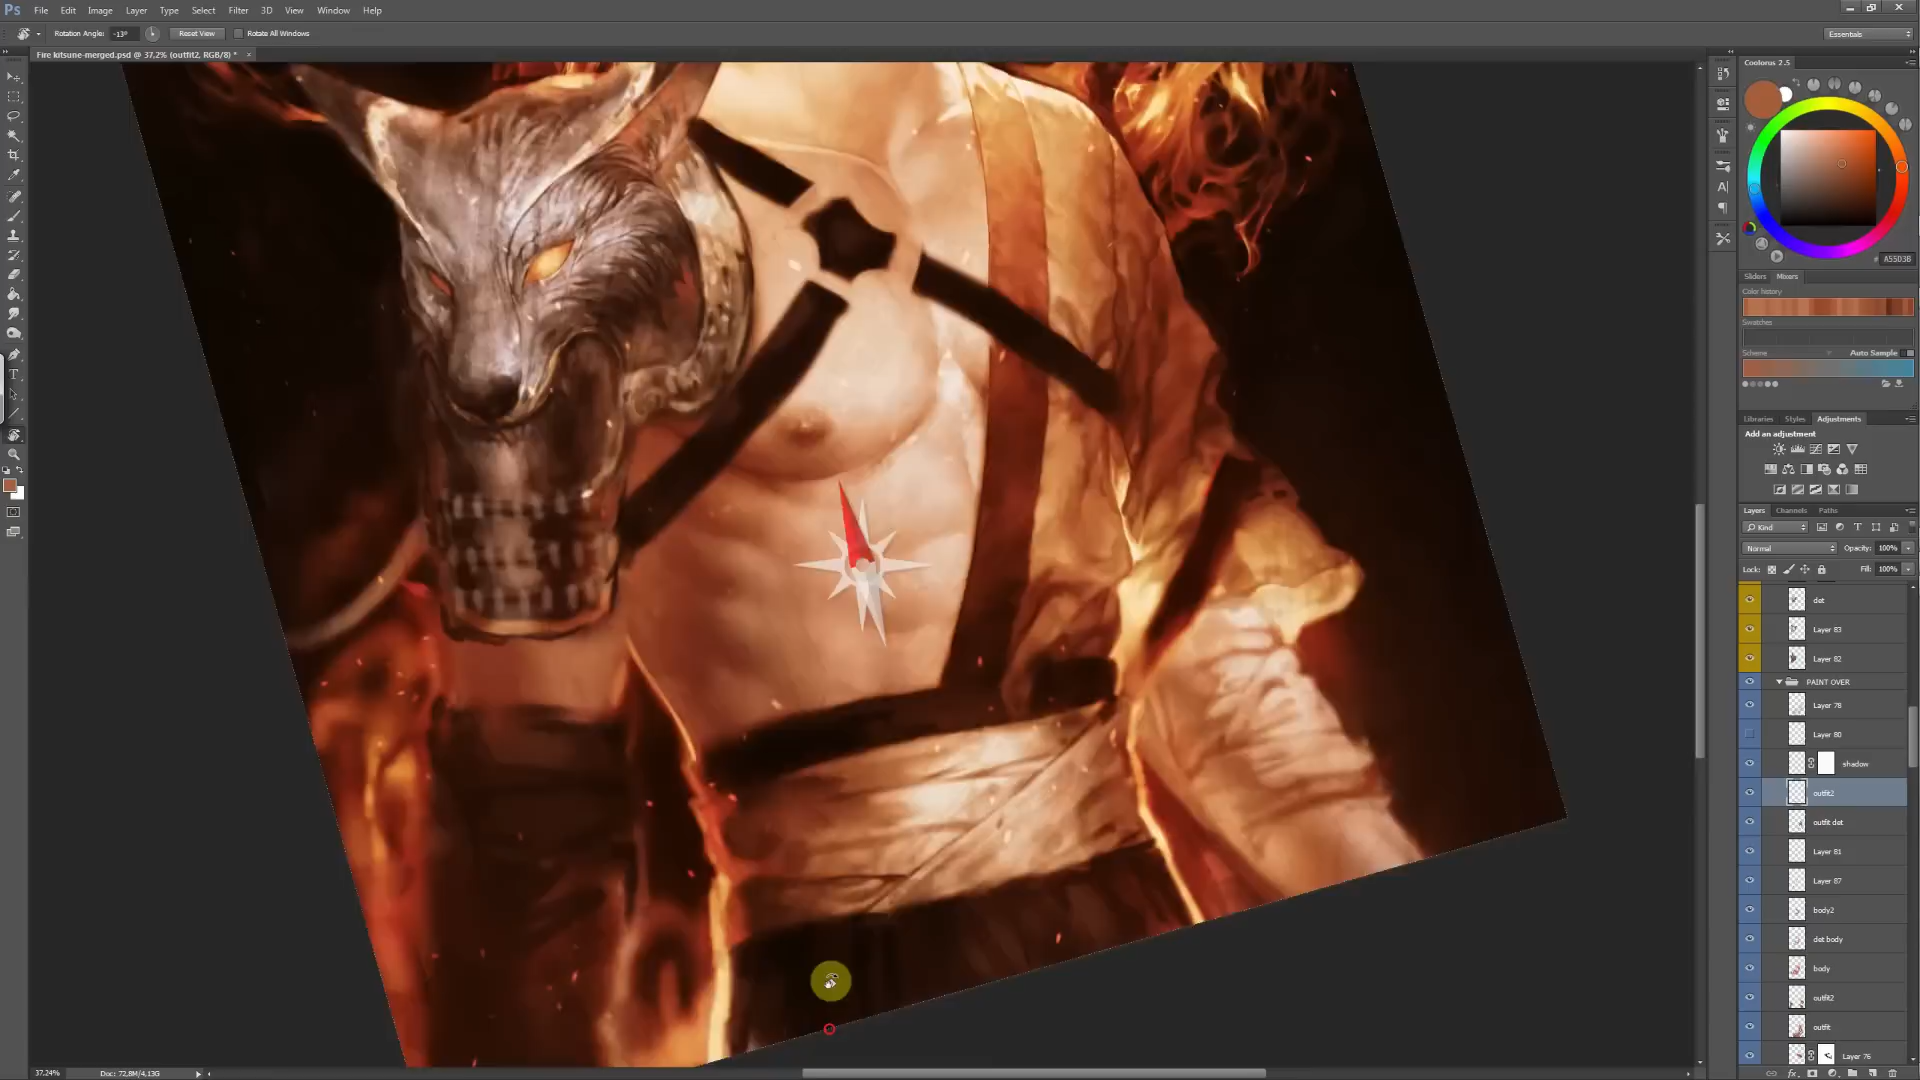 Ps File Edit Image Layer Type Select Filter 3D View Window Help
Rotation Angle: -13° Reset View Rotate All Windows Essentials
Fire kitsune-merged.psd @ 37.2% (outfit2, RGB/8) * ×
Coolorus 2.5
A55D3B
Sliders Mixers
Color history
Swatches
Scheme Auto Sample
Libraries Styles Adjustments
Add an adjustment
Layers Channels Paths
Kind
Normal Opacity: 100%
Lock: Fill: 100%
det
Layer 83
Layer 82
PAINT OVER
Layer 78
Layer 80
shadow
outfit2
outfit det
Layer 81
Layer 87
body2
det body
body
outfit2
outfit
Layer 76
37,24% Doc: 72,8M/4,13G